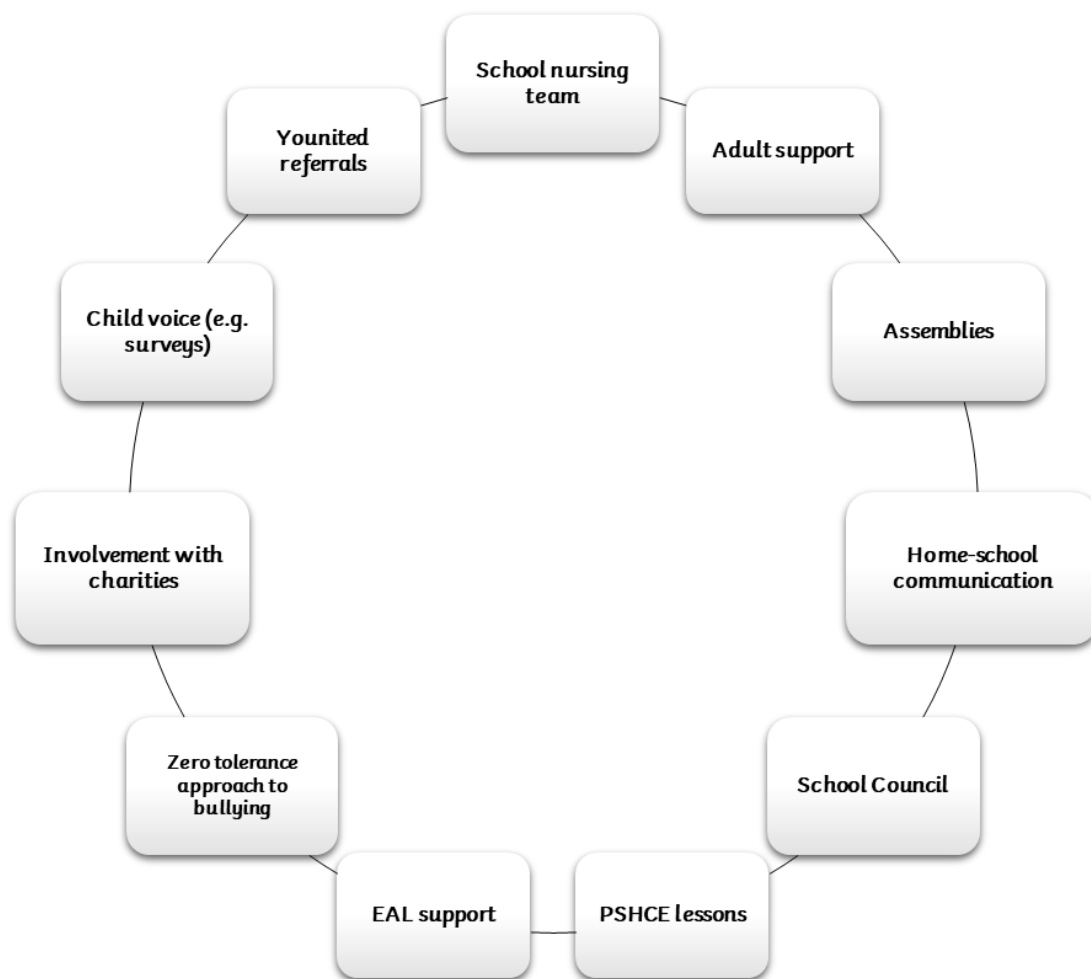 School nursing
team
Adult support
Assemblies
Home-school
communication
School Council
PSHCE lessons
EAL support
Zero tolerance
approach to
bullying
Involvement with
charities
Child voice (e.g.
surveys)
Younited
referrals